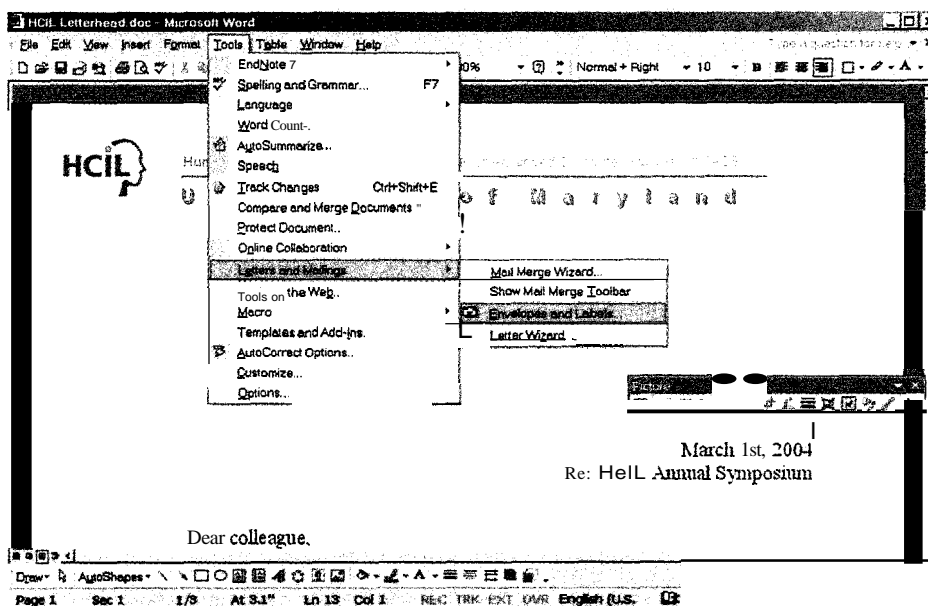 HCIL Letterhead.doc - Microsoft Word
File Edit View Insert Format Tools Table Window Help
Normal + Right 10
EndNote 7
Spelling and Grammar... F7
Language
Word Count-.
AutoSummarize...
Speech
Track Changes Ctrl+Shift+E
Compare and Merge Documents
Protect Document..
Online Collaboration
Letters and Mailings
Tools on the Web..
Macro
Templates and Add-Ins.
AutoCorrect Options..
Customize...
Options...
Mail Merge Wizard...
Show Mail Merge Toolbar
Envelopes and Labels
Letter Wizard
HCIL
U of Maryland
Picture
March 1st, 2004
Re: HeIL Annual Symposium
Dear colleague,
Draw AutoShapes
Page 1 Sec 1 1/3 At 3.1" Ln 13 Col 1 REC TRK EXT OVR English (U.S.